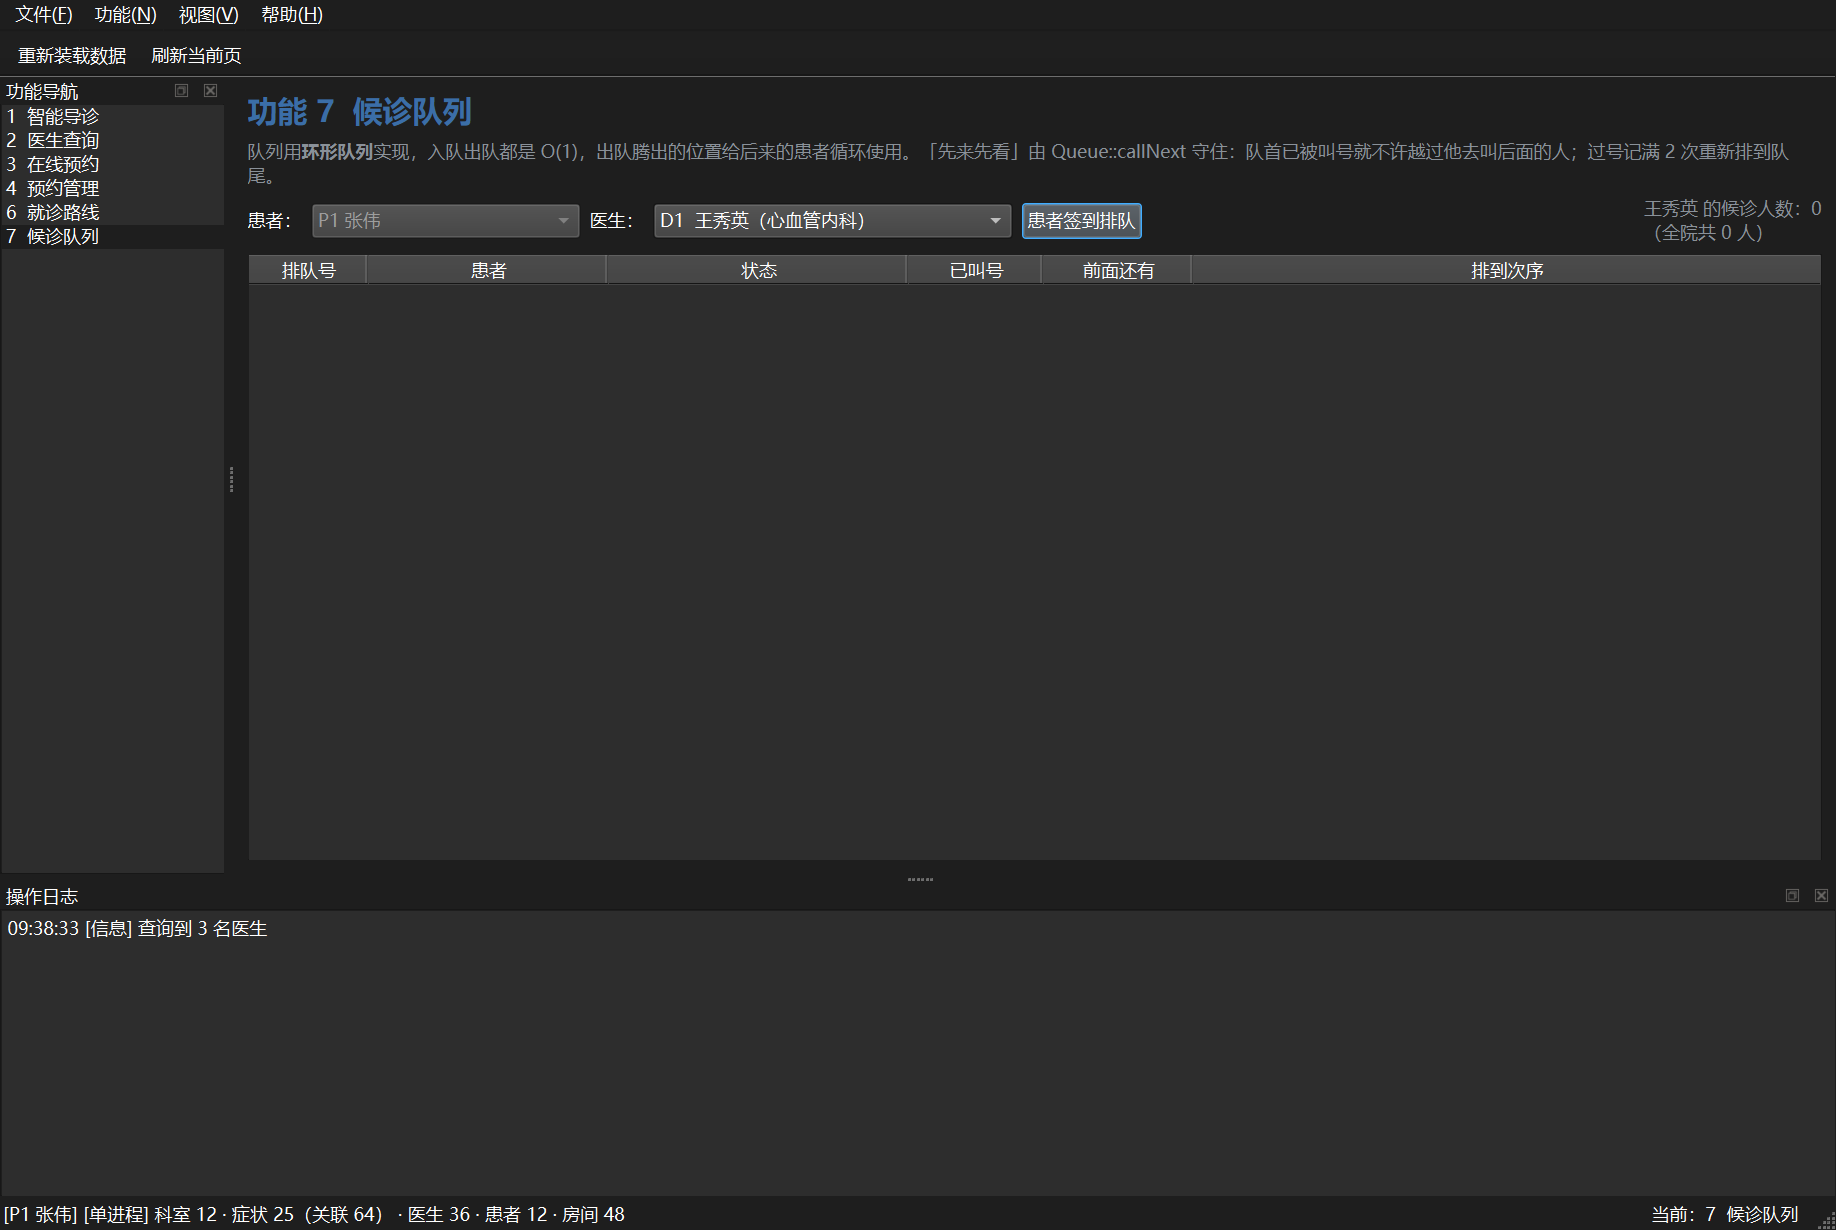 文件(F) 功能(N) 视图(V) 帮助(H)
重新装载数据 刷新当前页
功能导航
1 智能导诊
2 医生查询
3 在线预约
4 预约管理
6 就诊路线
7 候诊队列
功能 7 候诊队列
队列用环形队列实现，入队出队都是 O(1)，出队腾出的位置给后来的患者循环使用。「先来先看」由 Queue::callNext 守住：队首已被叫号就不许越过他去叫后面的人；过号记满 2 次重新排到队
尾。
患者： P1 张伟 医生： D1 王秀英（心血管内科） 患者签到排队
王秀英 的候诊人数：0
（全院共 0 人）
排队号 患者 状态 已叫号 前面还有 排到次序
操作日志
09:38:33 [信息] 查询到 3 名医生
[P1 张伟] [单进程] 科室 12 · 症状 25（关联 64） · 医生 36 · 患者 12 · 房间 48
当前：7 候诊队列